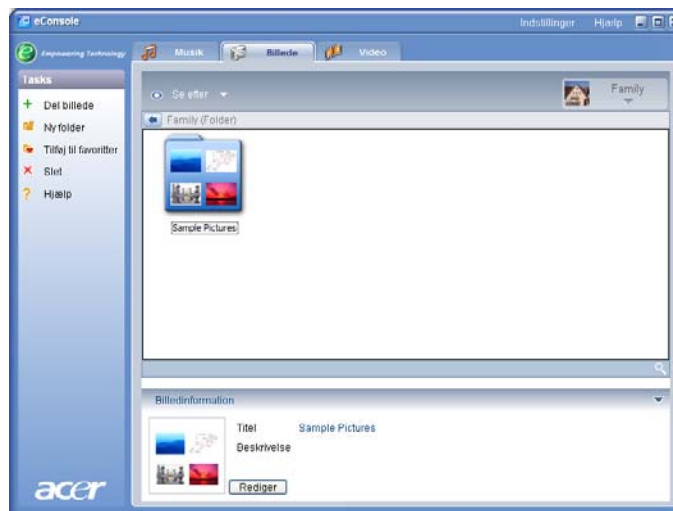 eConsole
Indstillinger Hjælp
Empowering Technology
Musik Billede Video
Tasks
Del billede
Ny folder
Tilføj til favoritter
Slet
Hjælp
Se efter
Family
Family (Folder)
Sample Pictures
Billedinformation
Titel Sample Pictures
Beskrivelse
Rediger
acer